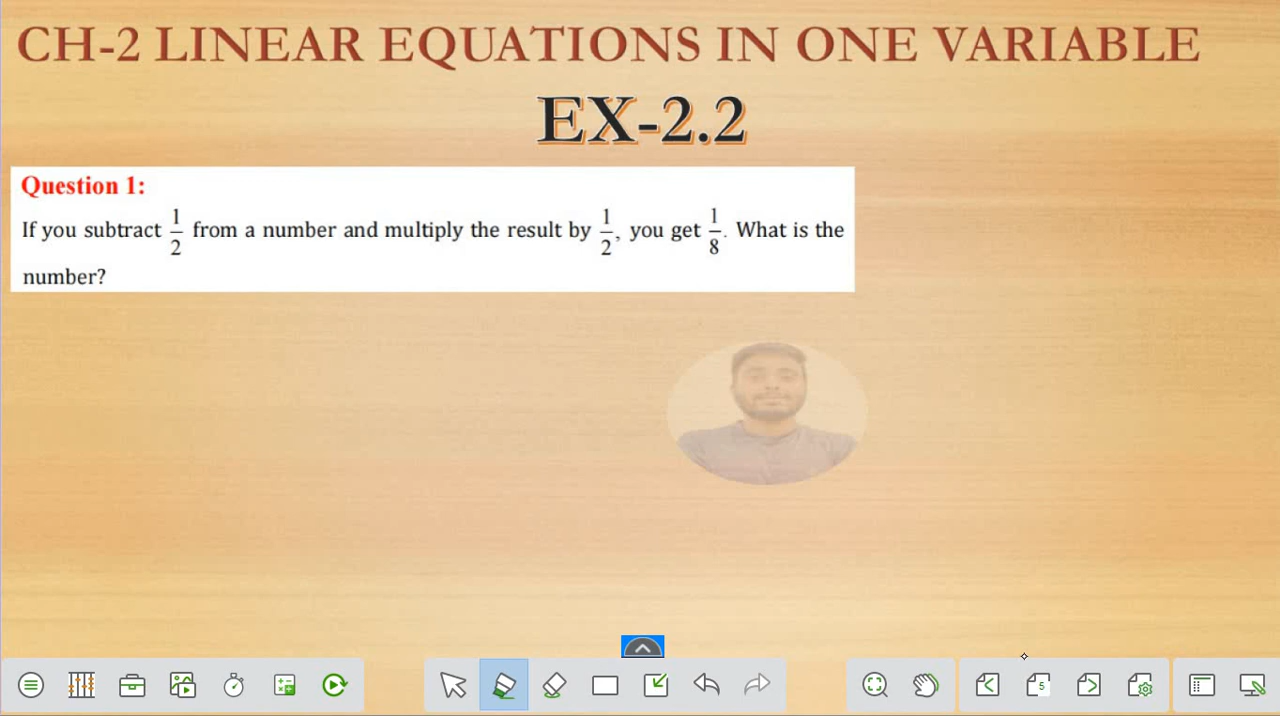 CH-2 LINEAR EQUATIONS IN ONE VARIABLE
EX-2.2
Question 1:
If you subtract 1/2 from a number and multiply the result by 1/2, you get 1/8. What is the
number?
5